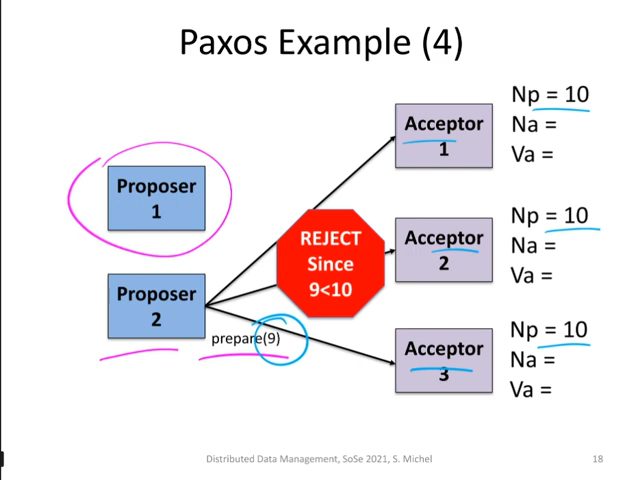 Paxos Example (4)
Proposer
1
Proposer
2
prepare(9)
REJECT
Since
9<10
Acceptor
1
Np = 10
Na =
Va =
Acceptor
2
Np = 10
Na =
Va =
Acceptor
3
Np = 10
Na =
Va =
Distributed Data Management, SoSe 2021, S. Michel
18